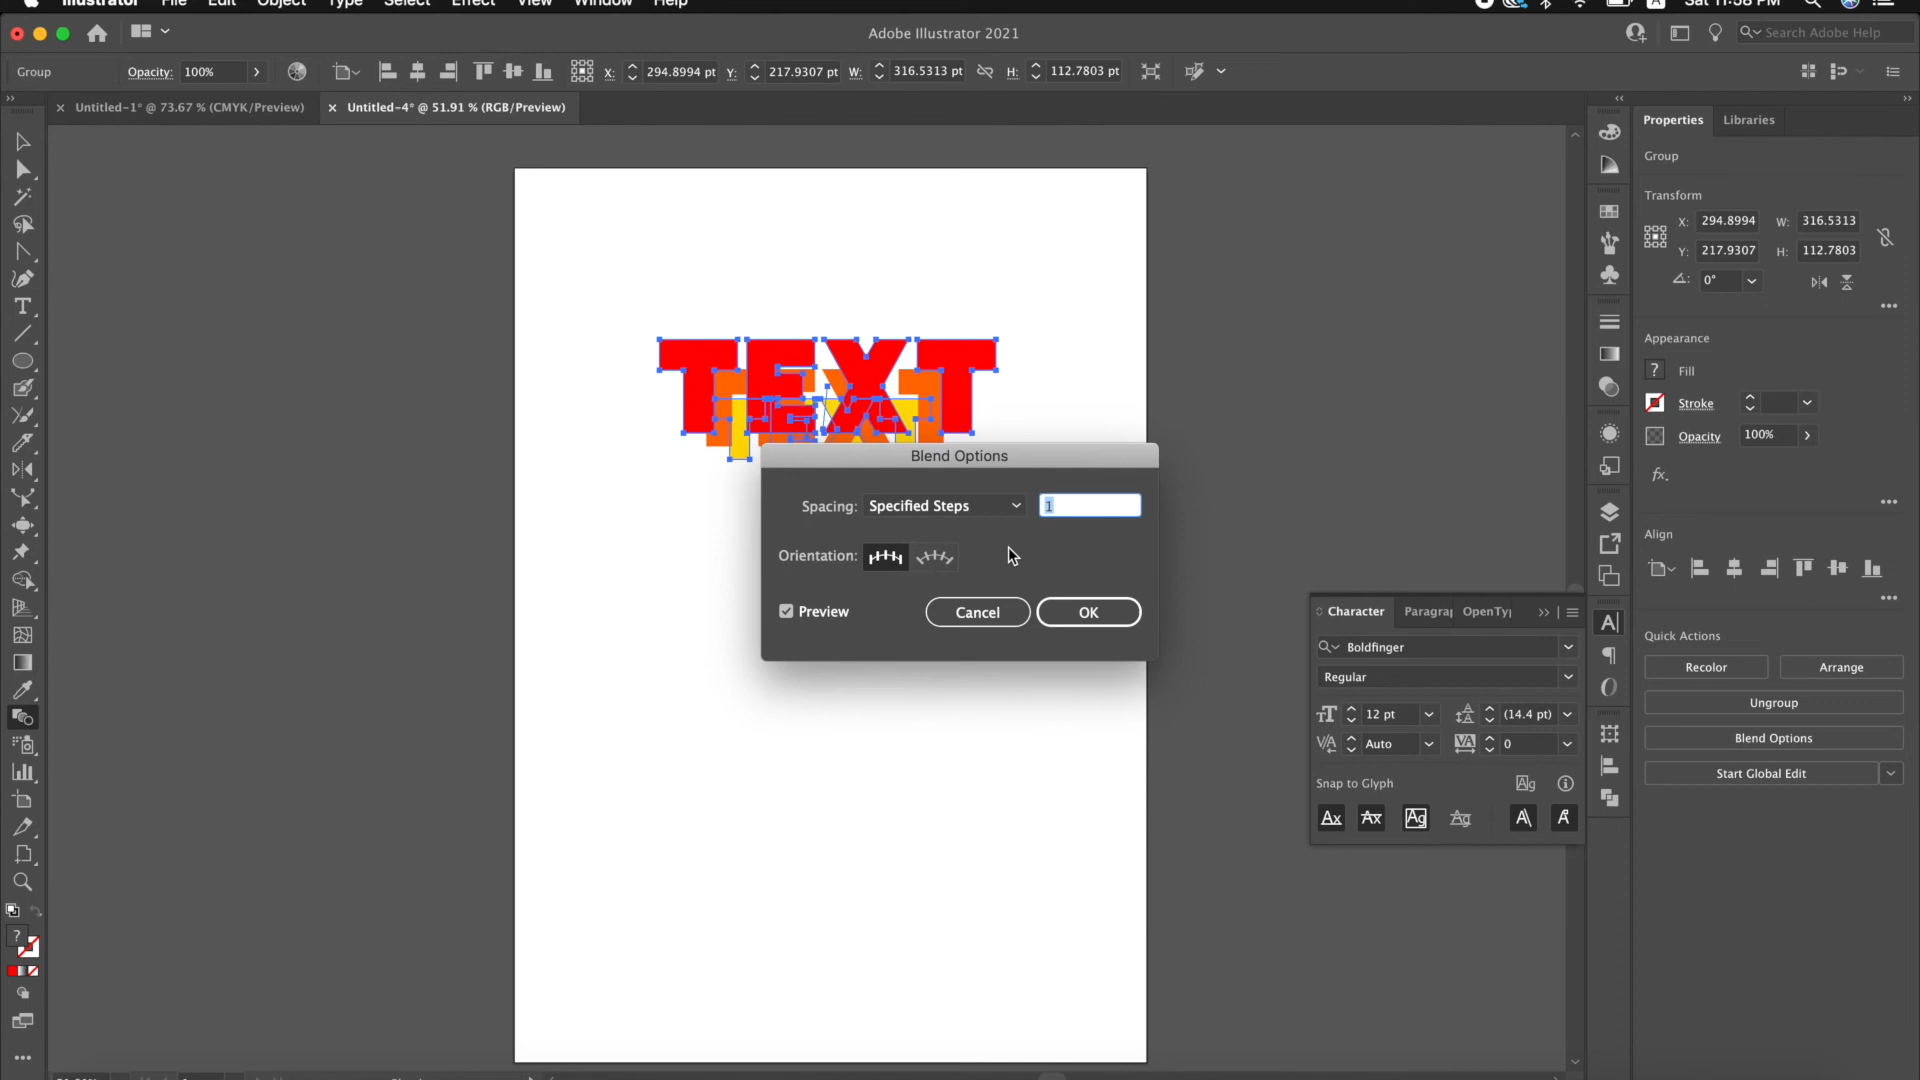 Illustrator File Edit Object Type Select Effect View Window Help
Sat 11:58 PM
Adobe Illustrator 2021
Search Adobe Help
Group
Opacity: 100%
X: 294.8994 pt Y: 217.9307 pt W: 316.5313 pt H: 112.7803 pt
Untitled-1* @ 73.67 % (CMYK/Preview)
Untitled-4* @ 51.91 % (RGB/Preview)
Properties Libraries
Group
Transform
X: 294.8994 W: 316.5313
Y: 217.9307 H: 112.7803
0°
Appearance
? Fill
Stroke
Opacity 100%
fx.
Align
Quick Actions
Recolor Arrange
Ungroup
Blend Options
Start Global Edit
TEXT
TEXT
Blend Options
Spacing: Specified Steps 1
Orientation:
Preview
Cancel OK
Character Paragra OpenTy
Boldfinger
Regular
12 pt (14.4 pt)
Auto 0
Snap to Glyph